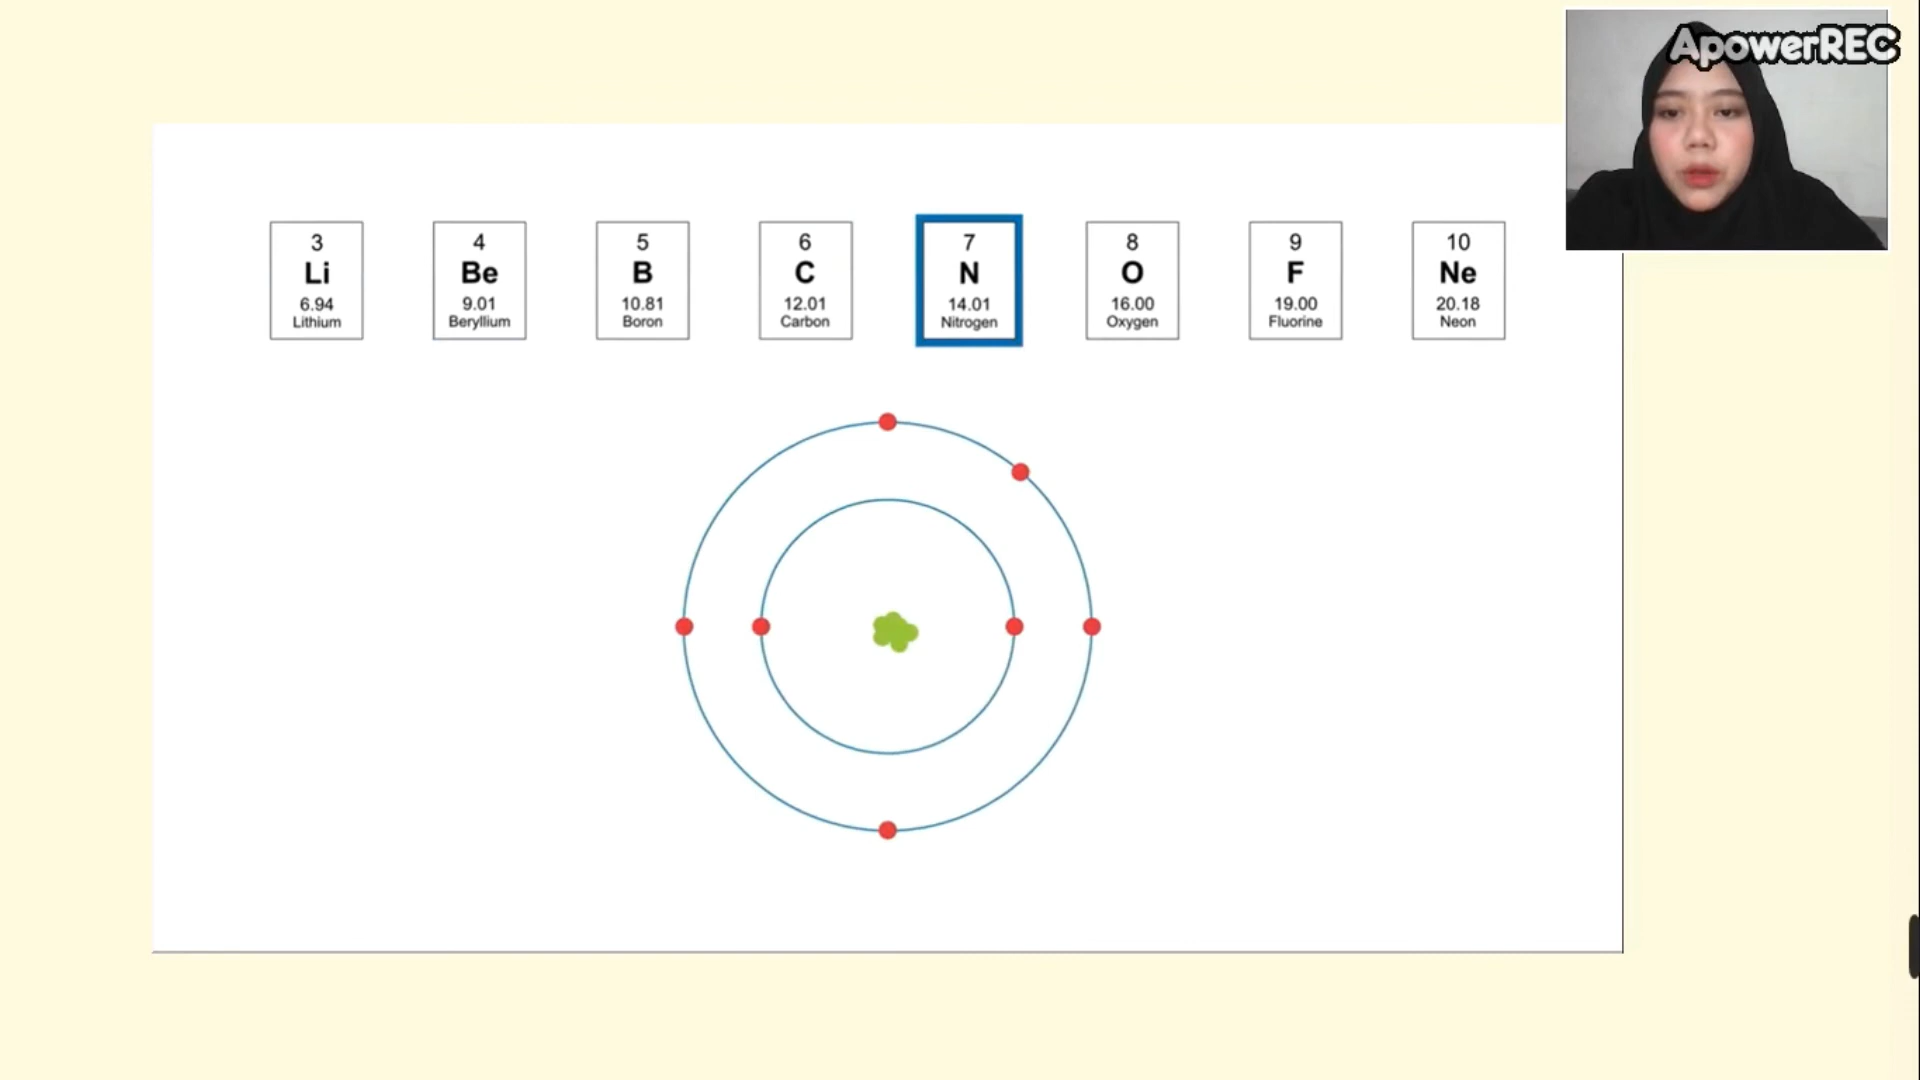 ApowerREC
3 4 5 6 7 8 9 10
Li Be B C N O F Ne
6.94 9.01 10.81 12.01 14.01 16.00 19.00 20.18
Lithium Beryllium Boron Carbon Nitrogen Oxygen Fluorine Neon